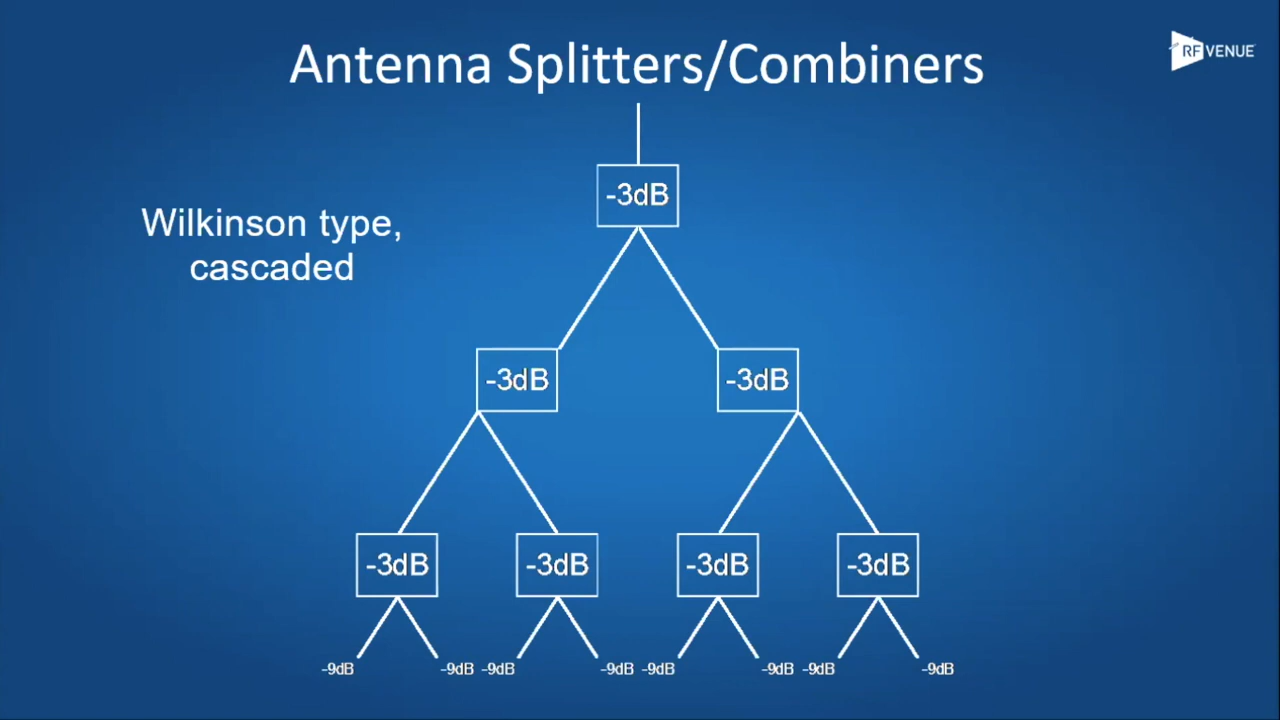 Antenna Splitters/Combiners
RF VENUE
-3dB
Wilkinson type,
cascaded
-3dB -3dB
-3dB -3dB -3dB -3dB
-9dB -9dB -9dB -9dB -9dB -9dB -9dB -9dB